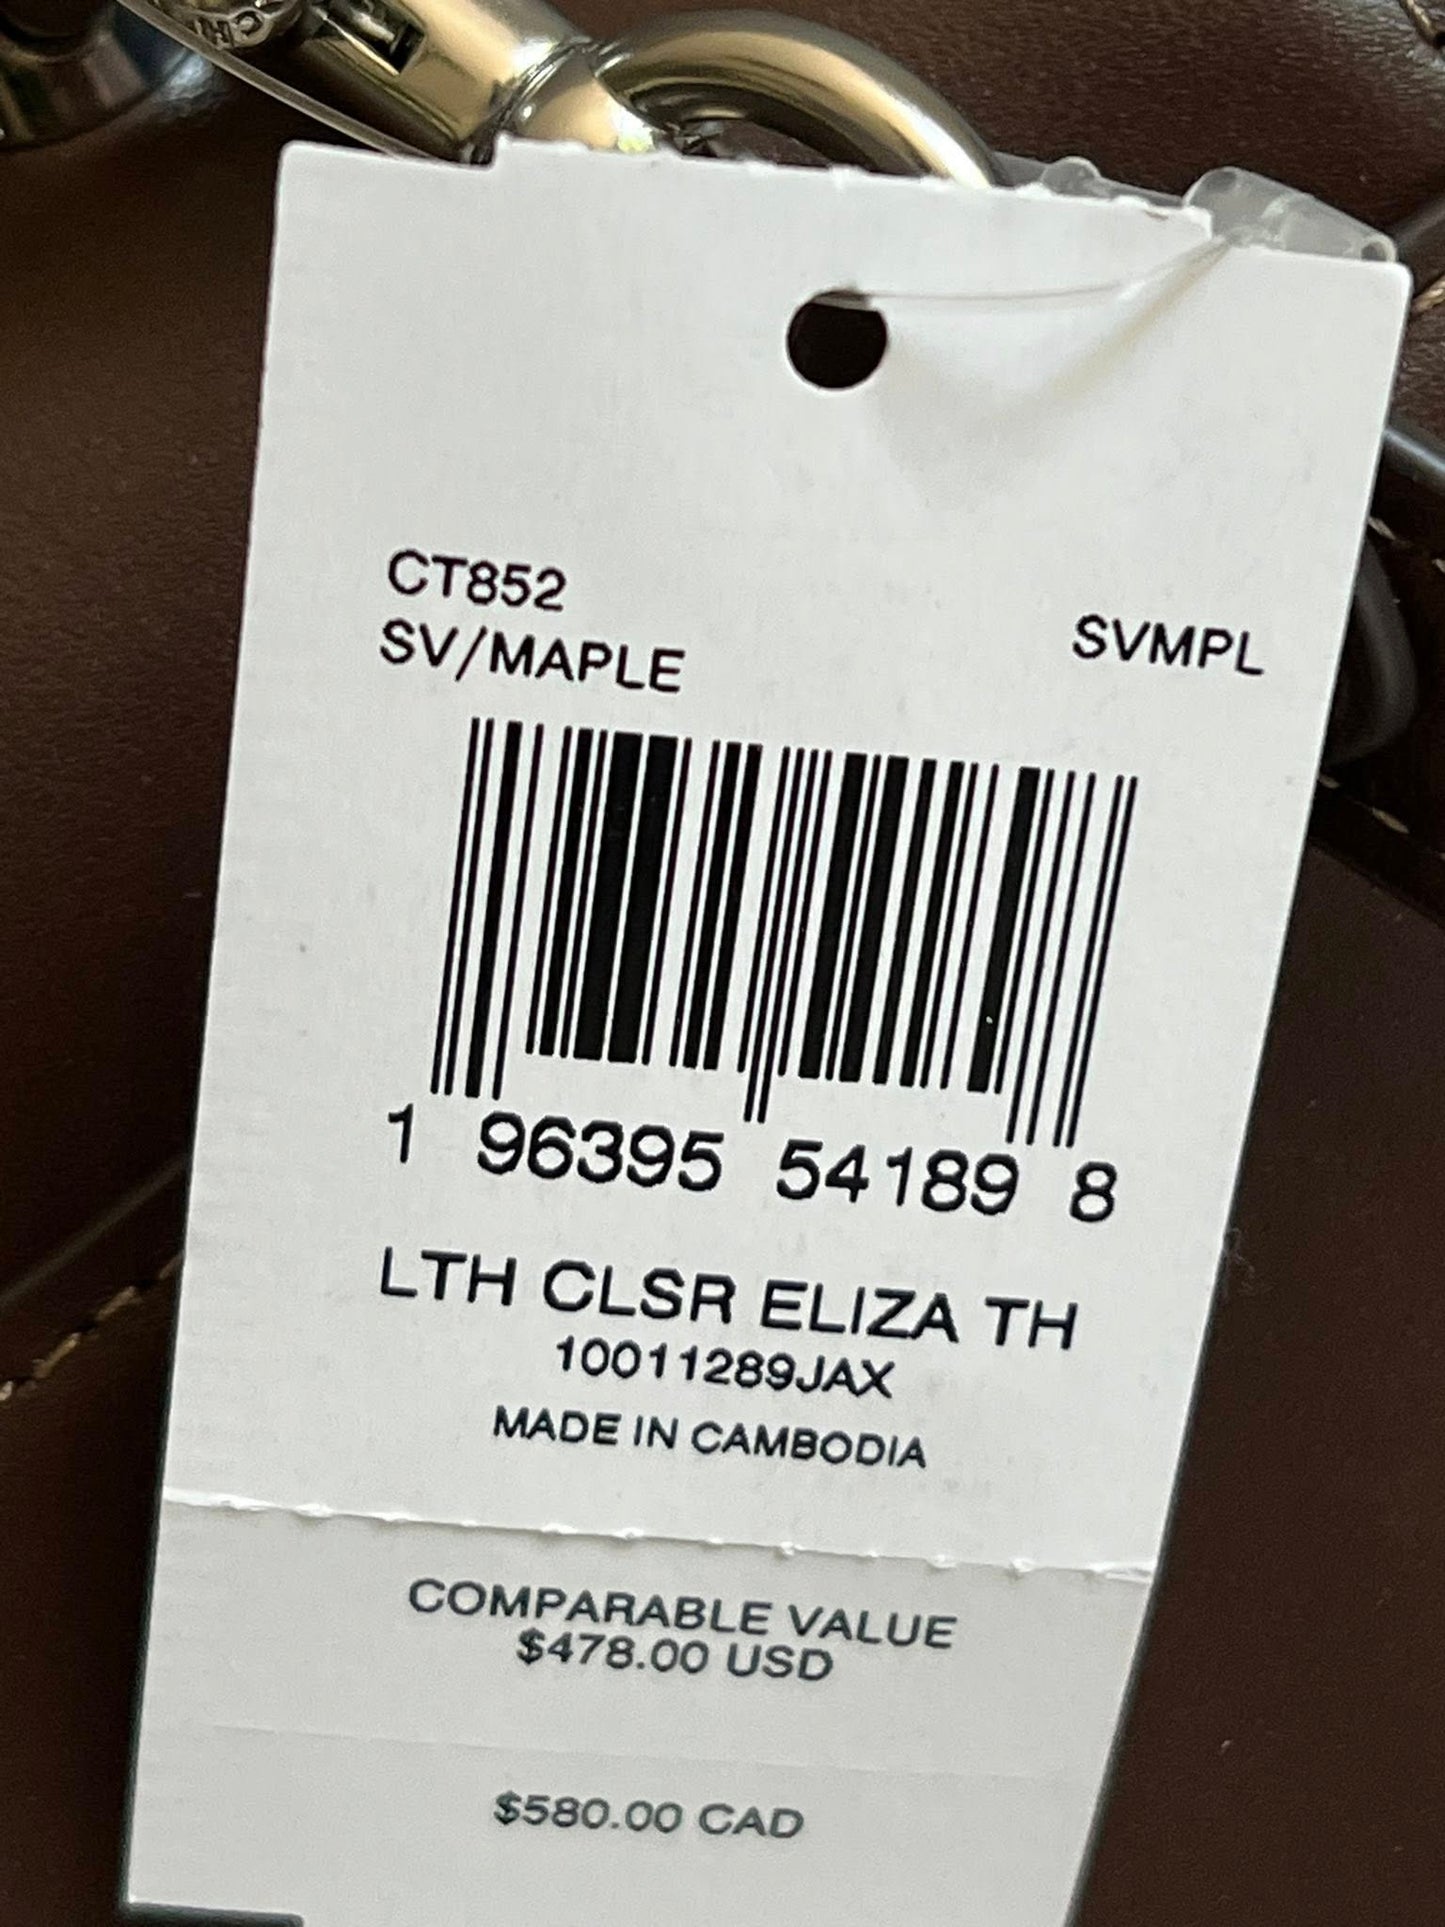 CT852
SV/MAPLE
SVMPL
1 96395 54189 8
LTH CLSR ELIZA TH
10011289JAX
MADE IN CAMBODIA
COMPARABLE VALUE
$478.00 USD
$580.00 CAD